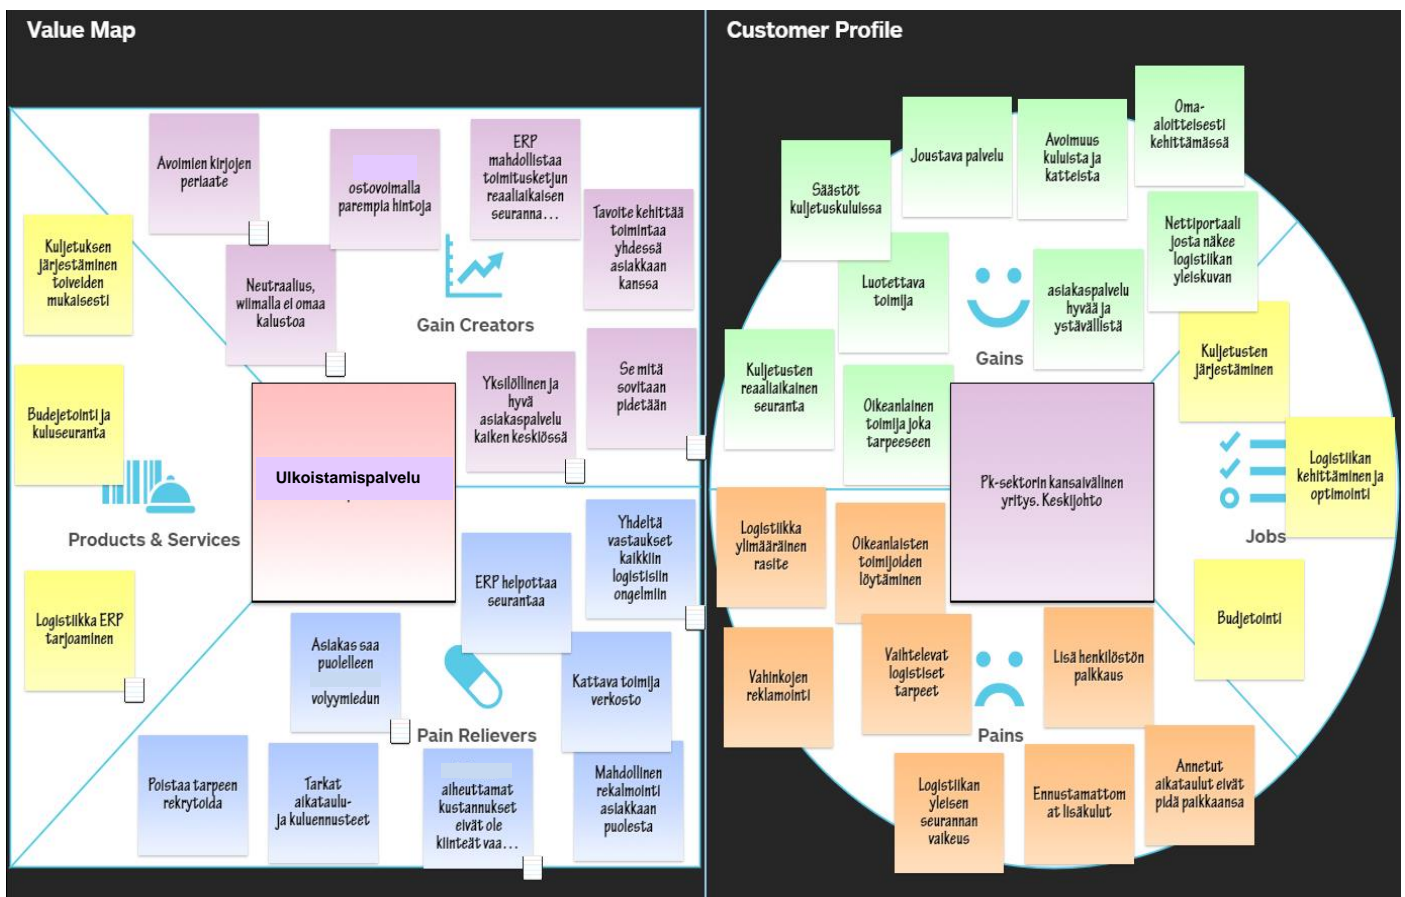 Value Map
Avoimien kirjojen
periaate
ostovoimalla
parempia hintoja
ERP
mahdollistaa
toimitusketjun
reaaliaikaisen
seuranna...
Tavoite kehittää
toimintaa
yhdessä
asiakkaan
kanssa
Kuljetuksen
järjestäminen
toiveiden
mukaisesti
Neutraalius,
wiimalla ei omaa
kalustoa
Gain Creators
Budejetointi ja
kuluseuranta
Yksilöllinen ja
hyvä
asiakaspalvelu
kaiken keskiössä
Se mitä
sovitaan
pidetään
Ulkoistamispalvelu
Products & Services
Logistiikka ERP
tarjoaminen
ERP helpottaa
seurantaa
Yhdeltä
vastaukset
kaikkiin
logistisiin
ongelmiin
Asiakas saa
puolelleen
volyymiedun
Kattava toimija
verkosto
Pain Relievers
Poistaa tarpeen
rekrytoida
Tarkat
aikataulu-
ja kuluennusteet
aiheuttamat
kustannukset
eivät ole
kiinteät vaa...
Mahdollinen
rekalmointi
asiakkaan
puolesta
Customer Profile
Säästöt
kuljetuskuluissa
Joustava palvelu
Avoimuus
kuluista ja
katteista
Oma-
aloitteisesti
kehittämässä
Luotettava
toimija
asiakaspalvelu
hyvää ja
ystävällistä
Nettiportaali
josta näkee
logistiikan
yleiskuvan
Gains
Kuljetusten
reaaliaikainen
seuranta
Oikeanlainen
toimija joka
tarpeeseen
Kuljetusten
järjestäminen
Logistiikan
kehittäminen ja
optimointi
Pk-sektorin kansaivälinen
yritys. Keskijohto
Jobs
Budjetointi
Logistiikka
ylimääräinen
rasite
Oikeanlaisten
toimijoiden
löytäminen
Vahinkojen
reklamointi
Vaihtelevat
logistiset
tarpeet
Lisä henkilöstön
palkkaus
Pains
Logistiikan
yleisen
seurannan
vaikeus
Ennustamattom
at lisäkulut
Annetut
aikataulut eivät
pidä paikkaansa